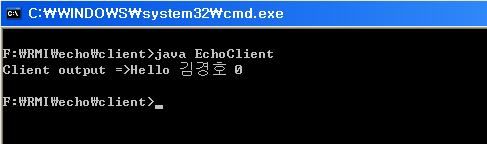 C:₩WINDOWS₩system32₩cmd.exe
F:₩RMI₩echo₩client>java EchoClient
Client output =>Hello 김경호 0
F:₩RMI₩echo₩client>_